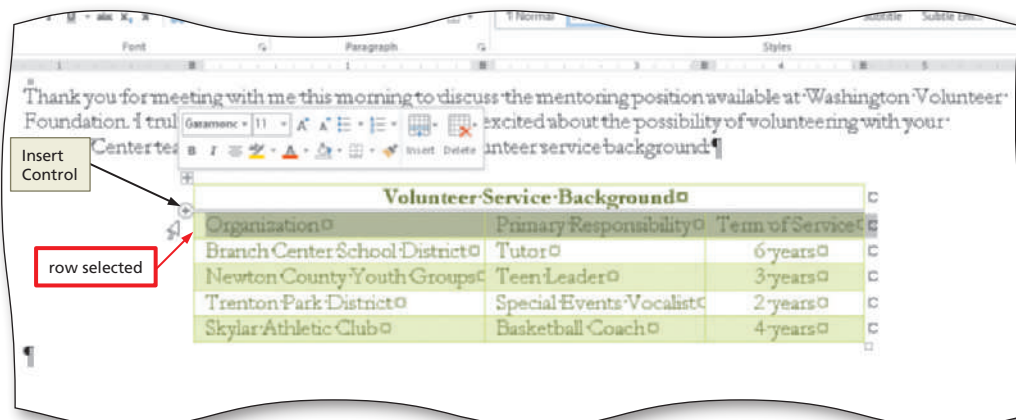 Normal
Subtitle
Subtle Em...
Font
Paragraph
Styles
Thank you for meeting with me this morning to discuss the mentoring position available at Washington Volunteer
Foundation. I trul
excited about the possibility of volunteering with your
Center tea
unteer service background:¶
Garamonc 11
B I Insert Delete
Insert
Control
Volunteer Service Background
Organization Primary Responsibility Term of Service
row selected
Branch Center School District Tutor 6 years
Newton County Youth Groups Teen Leader 3 years
Trenton Park District Special Events Vocalist 2 years
Skylar Athletic Club Basketball Coach 4 years
¶